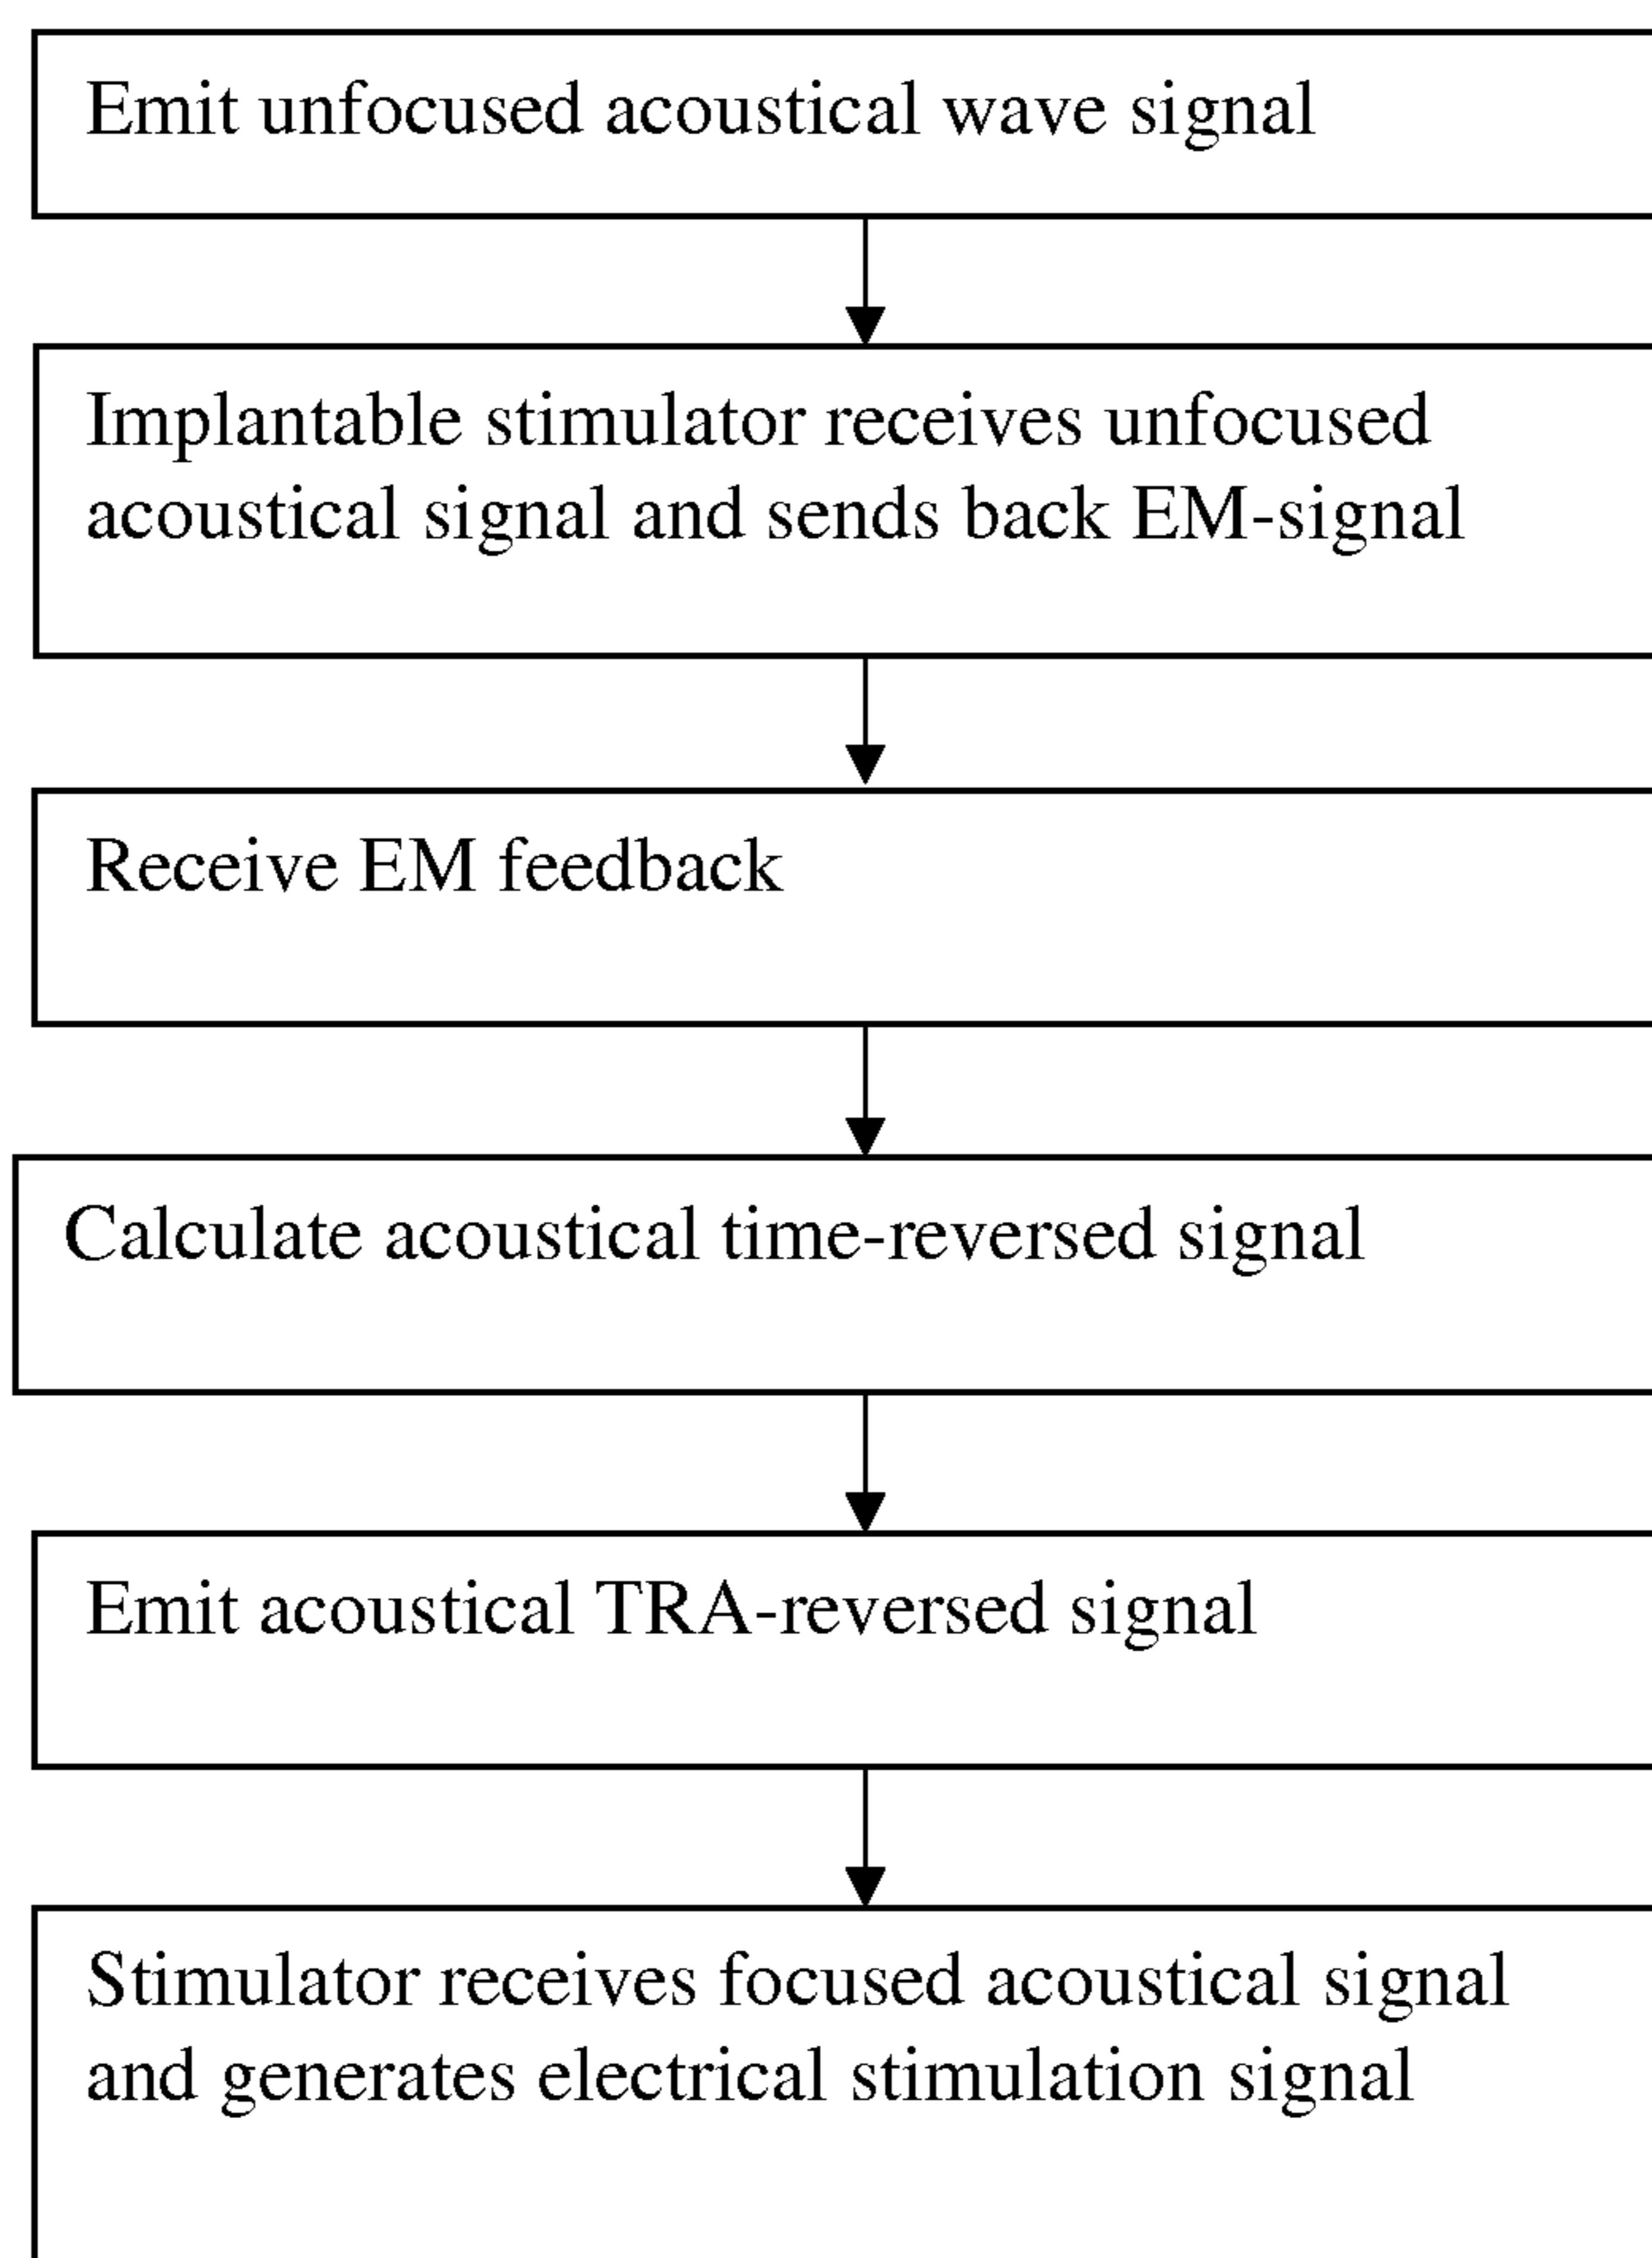 Emit unfocused acoustical wave signal
Implantable stimulator receives unfocused
acoustical signal and sends back EM-signal
Receive EM feedback
Calculate acoustical time-reversed signal
Emit acoustical TRA-reversed signal
Stimulator receives focused acoustical signal
and generates electrical stimulation signal